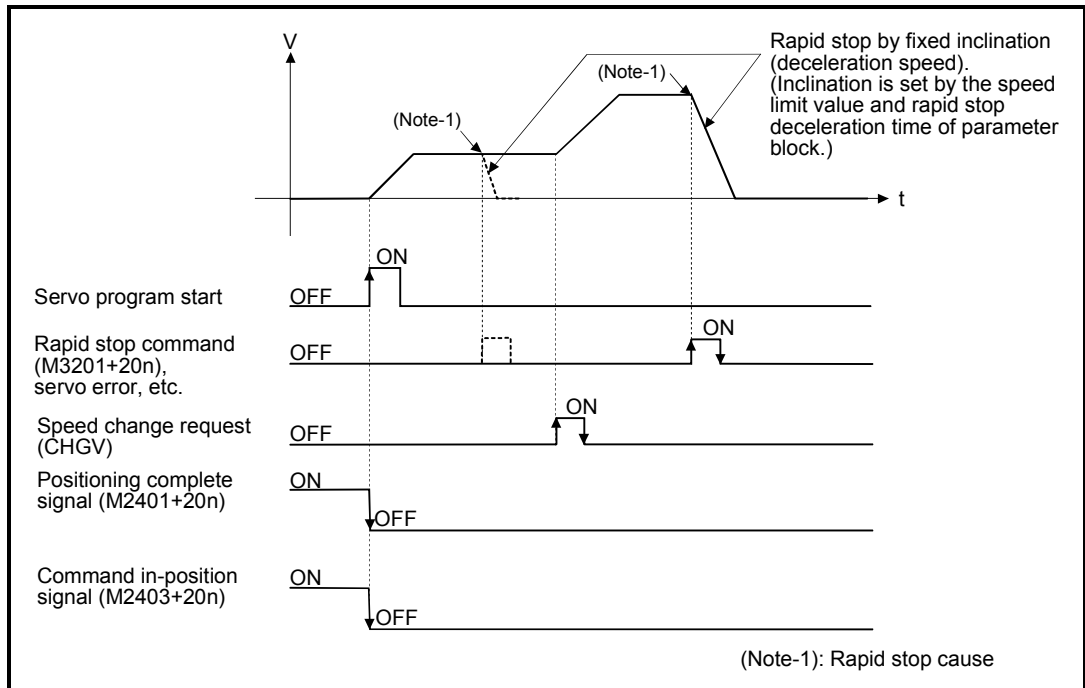 V
Rapid stop by fixed inclination
(deceleration speed).
(Inclination is set by the speed
limit value and rapid stop
deceleration time of parameter
block.)
(Note-1)
(Note-1)
t
ON
Servo program start
OFF
Rapid stop command
(M3201+20n),
servo error, etc.
OFF
ON
Speed change request
(CHGV)
OFF
ON
Positioning complete
signal (M2401+20n)
ON
OFF
Command in-position
signal (M2403+20n)
ON
OFF
(Note-1): Rapid stop cause